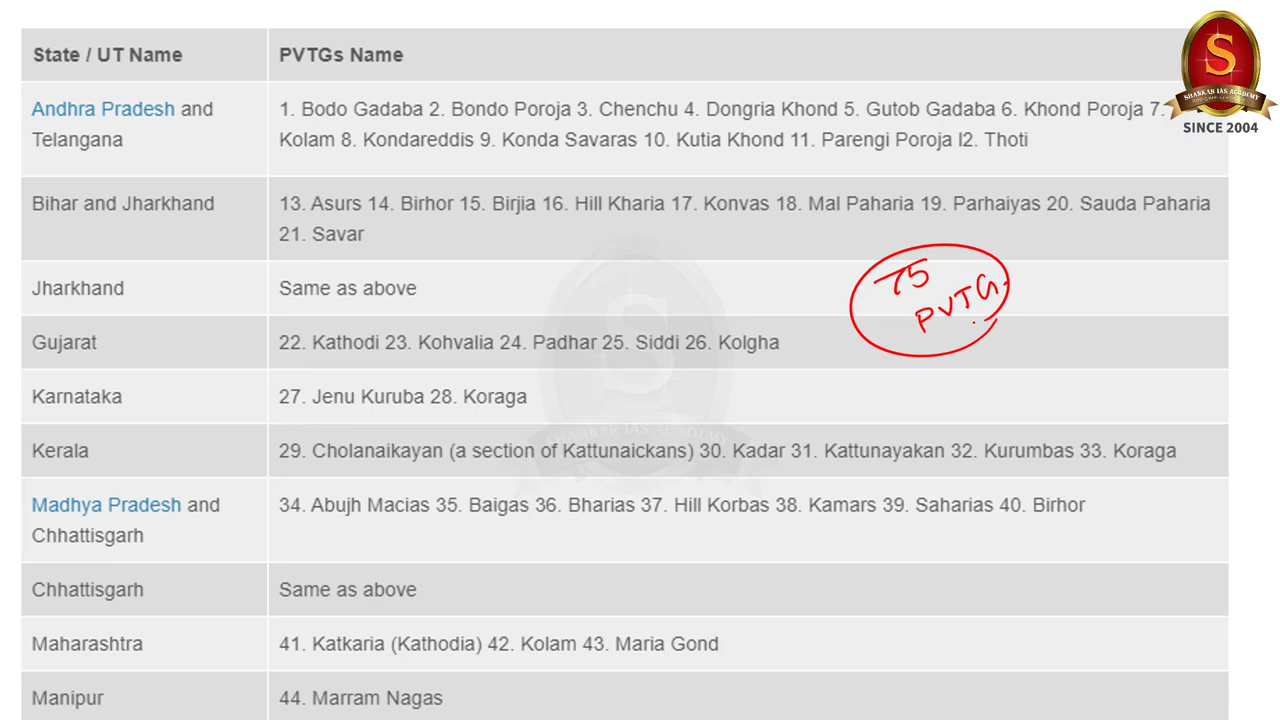 State / UT Name PVTGs Name
Andhra Pradesh and Telangana 1. Bodo Gadaba 2. Bondo Poroja 3. Chenchu 4. Dongria Khond 5. Gutob Gadaba 6. Khond Poroja 7.
Kolam 8. Kondareddis 9. Konda Savaras 10. Kutia Khond 11. Parengi Poroja l2. Thoti
Bihar and Jharkhand 13. Asurs 14. Birhor 15. Birjia 16. Hill Kharia 17. Konvas 18. Mal Paharia 19. Parhaiyas 20. Sauda Paharia
21. Savar
Jharkhand Same as above
Gujarat 22. Kathodi 23. Kohvalia 24. Padhar 25. Siddi 26. Kolgha
Karnataka 27. Jenu Kuruba 28. Koraga
Kerala 29. Cholanaikayan (a section of Kattunaickans) 30. Kadar 31. Kattunayakan 32. Kurumbas 33. Koraga
Madhya Pradesh and Chhattisgarh 34. Abujh Macias 35. Baigas 36. Bharias 37. Hill Korbas 38. Kamars 39. Saharias 40. Birhor
Chhattisgarh Same as above
Maharashtra 41. Katkaria (Kathodia) 42. Kolam 43. Maria Gond
Manipur 44. Marram Nagas
75
PVTG
S
SHANKAR IAS ACADEMY
SINCE 2004
SHANKAR IAS ACADEMY